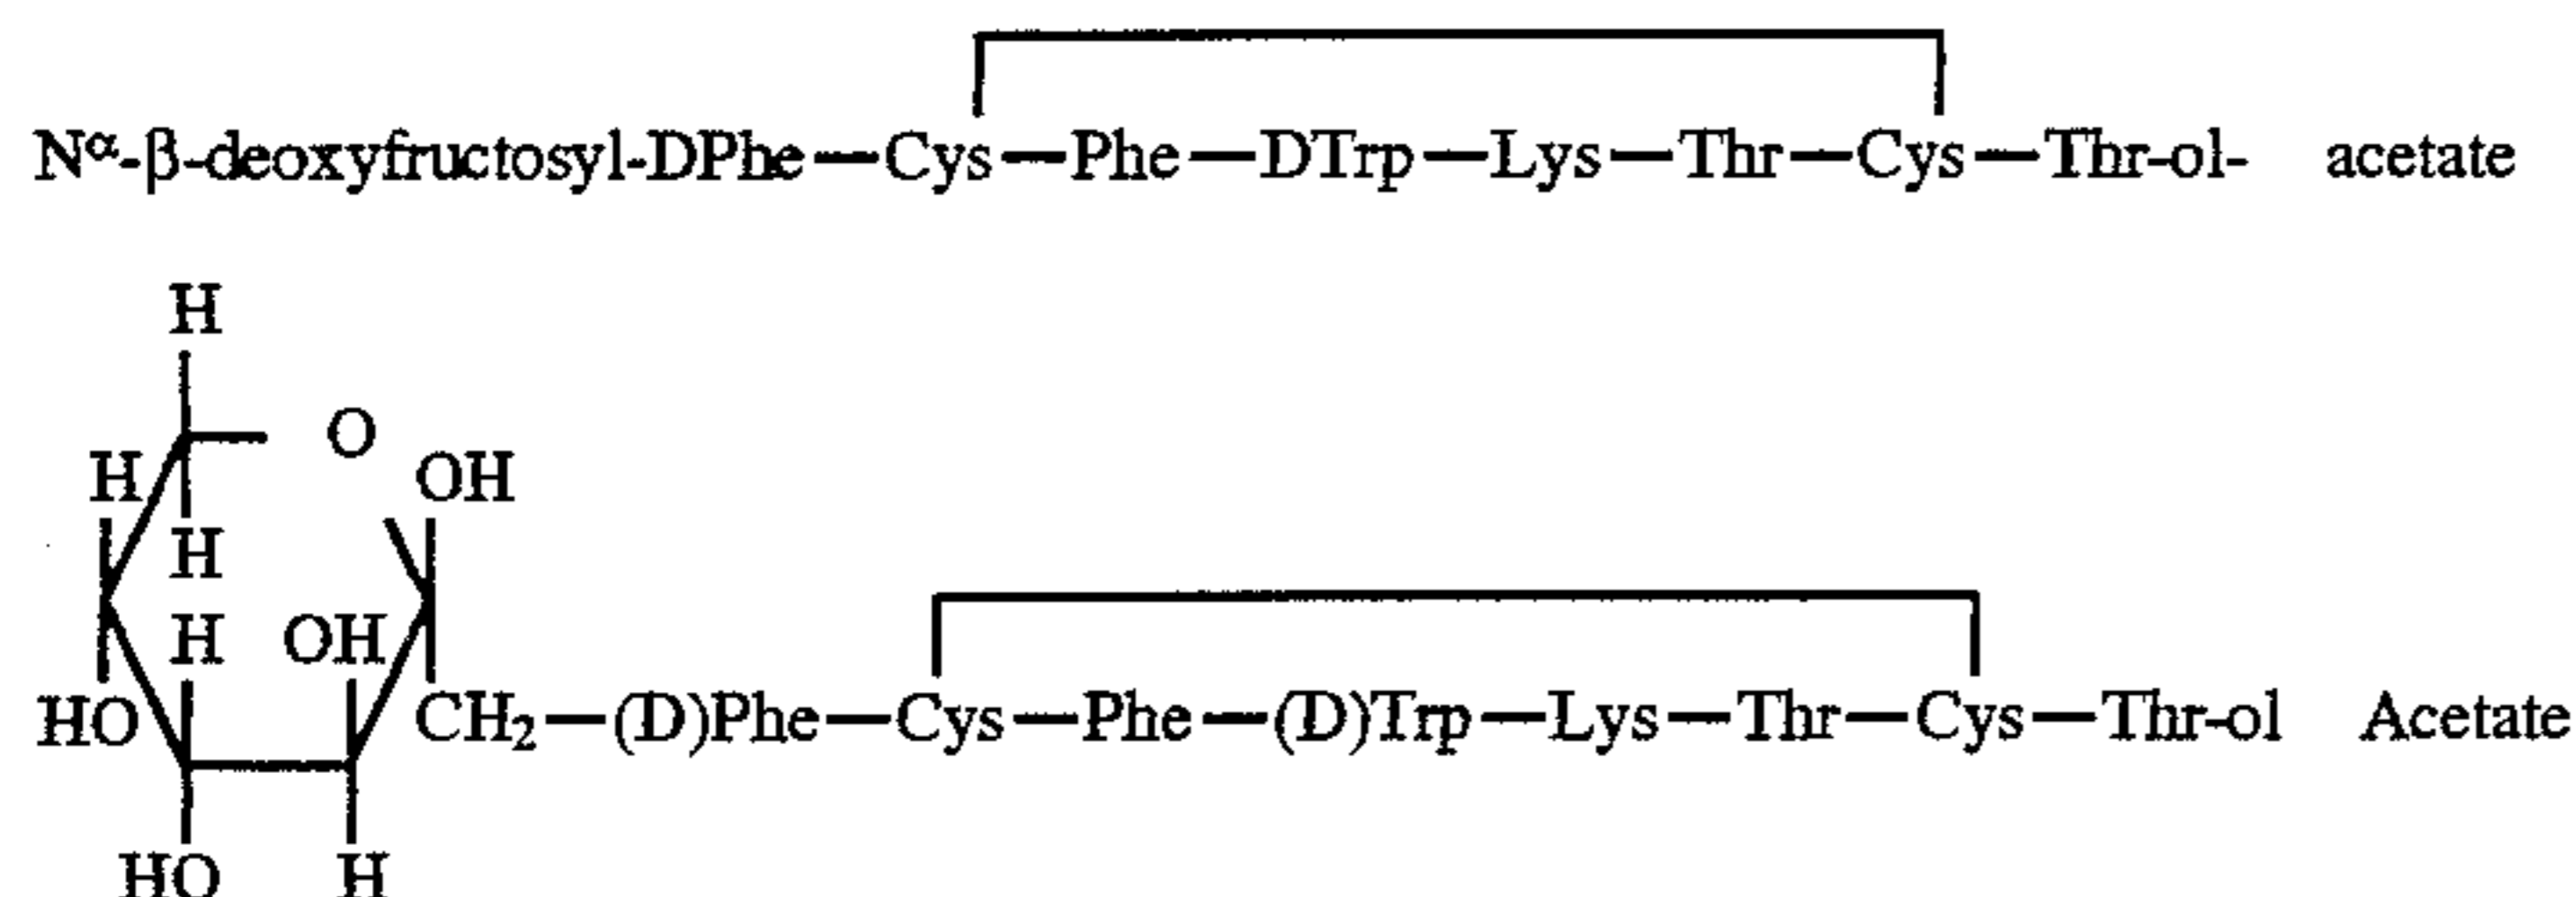 Nα-β-deoxyfructosyl-DPhe—Cys—Phe—DTrp—Lys—Thr—Cys—Thr-ol- acetate
H
O
H OH
H
H OH
HO CH2—(D)Phe—Cys—Phe—(D)Trp—Lys—Thr—Cys—Thr-ol Acetate
HO H